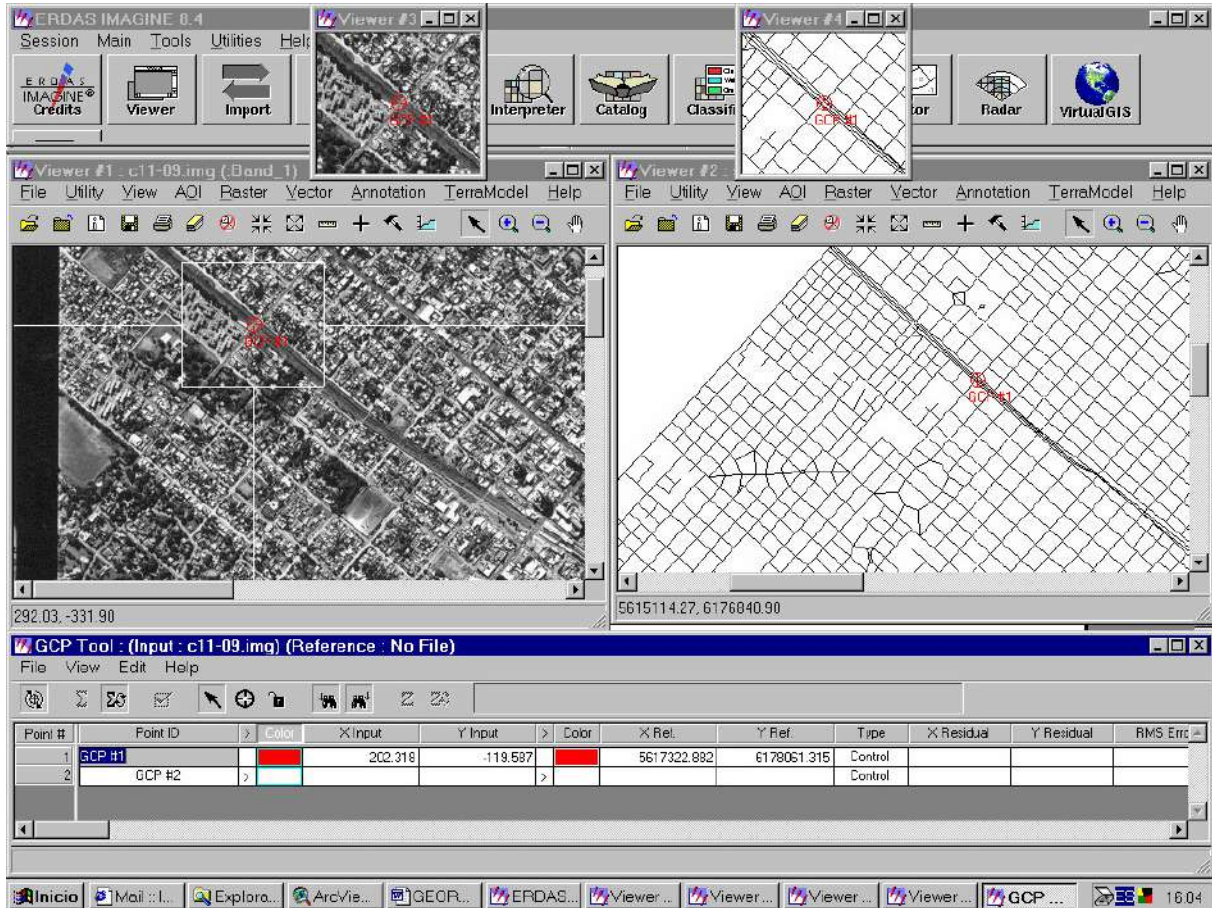 ERDAS IMAGINE 8.4
Viewer #3
Viewer #4
Session Main Tools Utilities Help
GCP #1
GCP #1
ERDAS
IMAGINE®
Credits
Viewer
Import
Interpreter
Catalog
Classifi
tor
Radar
VirtualGIS
Viewer #1 : c11-09.img (:Band_1)
File Utility View AOI Raster Vector Annotation TerraModel Help
GCP #1
292.03, -331.90
Viewer #2 :
File Utility View AOI Raster Vector Annotation TerraModel Help
GCP #1
5615114.27, 6176840.90
GCP Tool : (Input : c11-09.img) (Reference : No File)
File View Edit Help
Point # Point ID > Color X Input Y Input > Color X Ref. Y Ref. Type X Residual Y Residual RMS Erro
1 GCP #1 202.318 -119.587 5617322.882 6178061.315 Control
2 GCP #2 > > Control
Inicio Mail :: I... Explora... ArcVie... GEOR... ERDAS... Viewer ... Viewer ... Viewer ... Viewer ... GCP ... ES 16:04